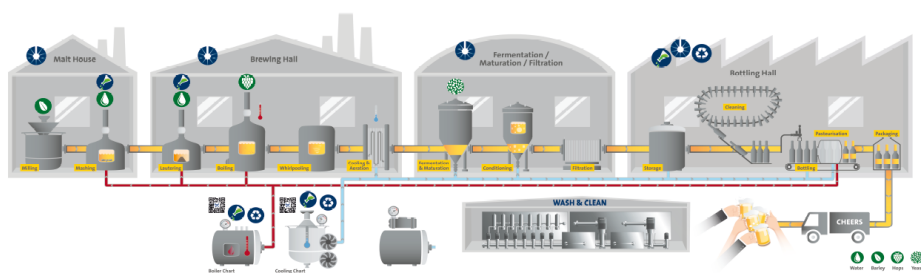 Malt House
Brewing Hall
Fermentation /
Maturation / Filtration
Bottling Hall
Cleaning
Pasteurisation
Packaging
Milling
Mashing
Lautering
Boiling
Whirlpooling
Cooling &
Aeration
Fermentation
& Maturation
Conditioning
Filtration
Storage
Bottling
WASH & CLEAN
CHEERS
Boiler Chart
Cooling Chart
Water
Barley
Hops
Yeast